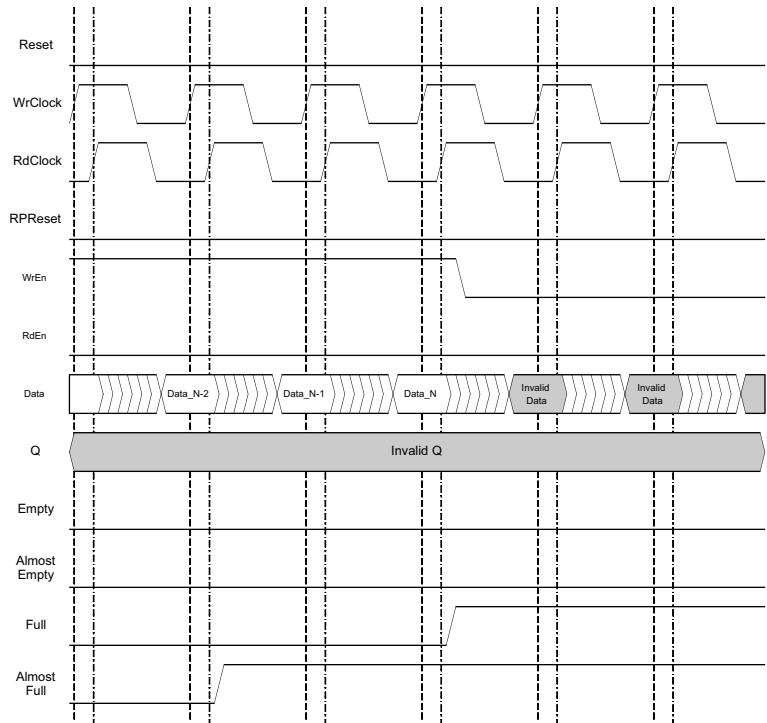 Reset
WrClock
RdClock
RPReset
WrEn
RdEn
Data
Data_N-2
Data_N-1
Data_N
Invalid
Data
Invalid
Data
Q
Invalid Q
Empty
Almost
Empty
Full
Almost
Full